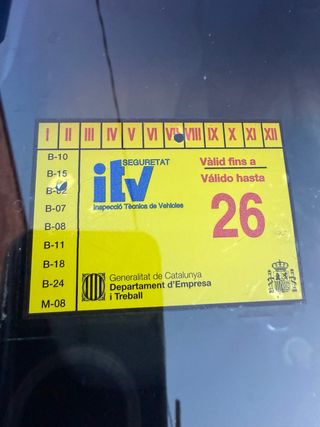 I II III IV V VI VII VIII IX X XI XII
B-10
B-15
B-02
B-07
B-08
B-11
B-18
B-24
M-08
SEGURETAT
itv
Inspecció Tècnica de Vehicles
Vàlid fins a
Válido hasta
26
Generalitat de Catalunya
Departament d'Empresa
i Treball